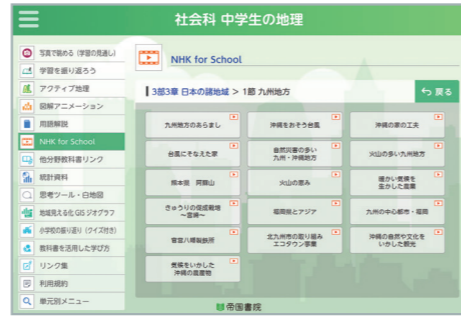 社会科 中学生の地理
写真で眺める (学習の見通し)
学習を振り返ろう
アクティブ地理
図解アニメーション
用語解説
NHK for School
他分野教科書リンク
統計資料
思考ツール・白地図
地域見える化 GIS ジオグラフ
小学校の振り返り (クイズ付き)
教科書を活用した学び方
リンク集
利用規約
単元別メニュー
NHK for School
3部3章 日本の諸地域 > 1節 九州地方
戻る
九州地方のあらまし
沖縄をおそう台風
沖縄の家の工夫
台風にそなえた家
自然災害の多い
九州・沖縄地方
火山の多い九州地方
熊本県 阿蘇山
火山の恵み
暖かい気候を
生かした農業
きゅうりの促成栽培
～宮崎～
福岡県とアジア
九州の中心都市・福岡
官営八幡製鉄所
北九州市の取り組み
エコタウン事業
沖縄の自然や文化を
いかした観光
気候をいかした
沖縄の農産物
帝国書院